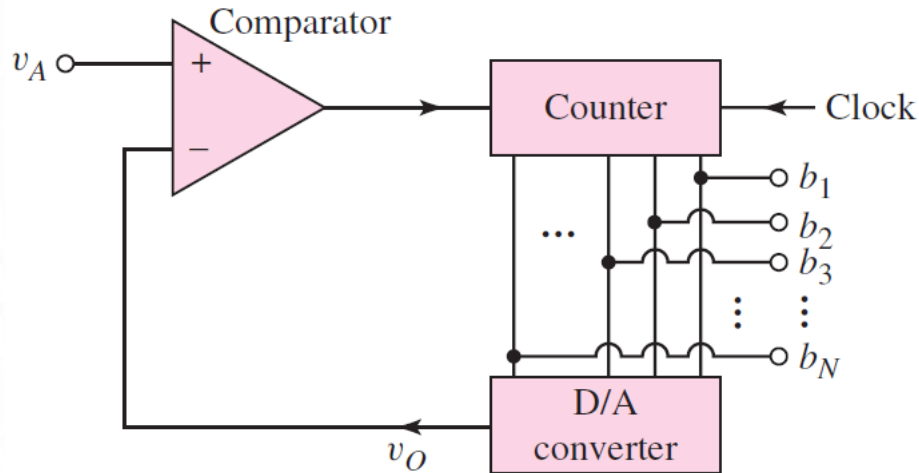 Comparator
v_A
+
−
Counter
Clock
b_1
b_2
b_3
...
⋮ ⋮
b_N
D/A
converter
v_O